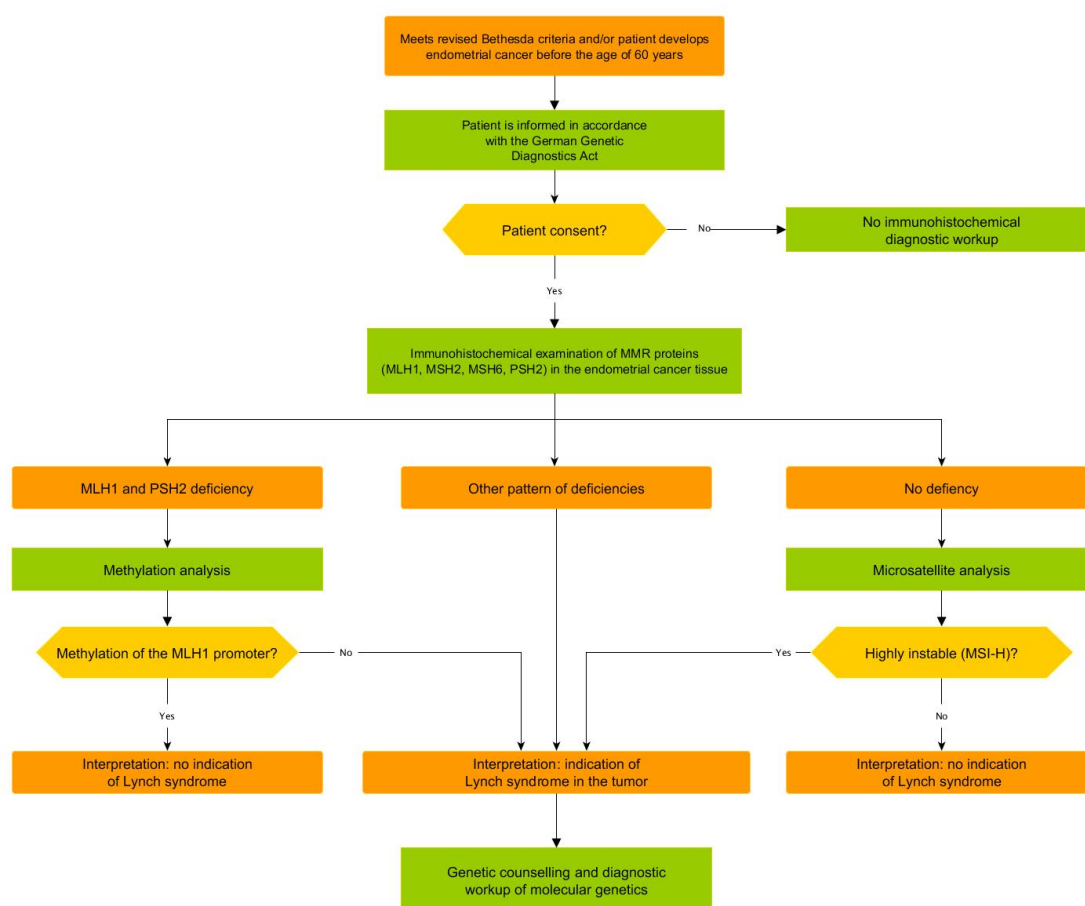 Meets revised Bethesda criteria and/or patient develops
endometrial cancer before the age of 60 years
Patient is informed in accordance
with the German Genetic
Diagnostics Act
Patient consent?
No
No immunohistochemical
diagnostic workup
Yes
Immunohistochemical examination of MMR proteins
(MLH1, MSH2, MSH6, PSH2) in the endometrial cancer tissue
MLH1 and PSH2 deficiency
Other pattern of deficiencies
No defiency
Methylation analysis
Microsatellite analysis
Methylation of the MLH1 promoter?
No
Yes
Highly instable (MSI-H)?
Yes
No
Interpretation: no indication
of Lynch syndrome
Interpretation: indication of
Lynch syndrome in the tumor
Interpretation: no indication
of Lynch syndrome
Genetic counselling and diagnostic
workup of molecular genetics